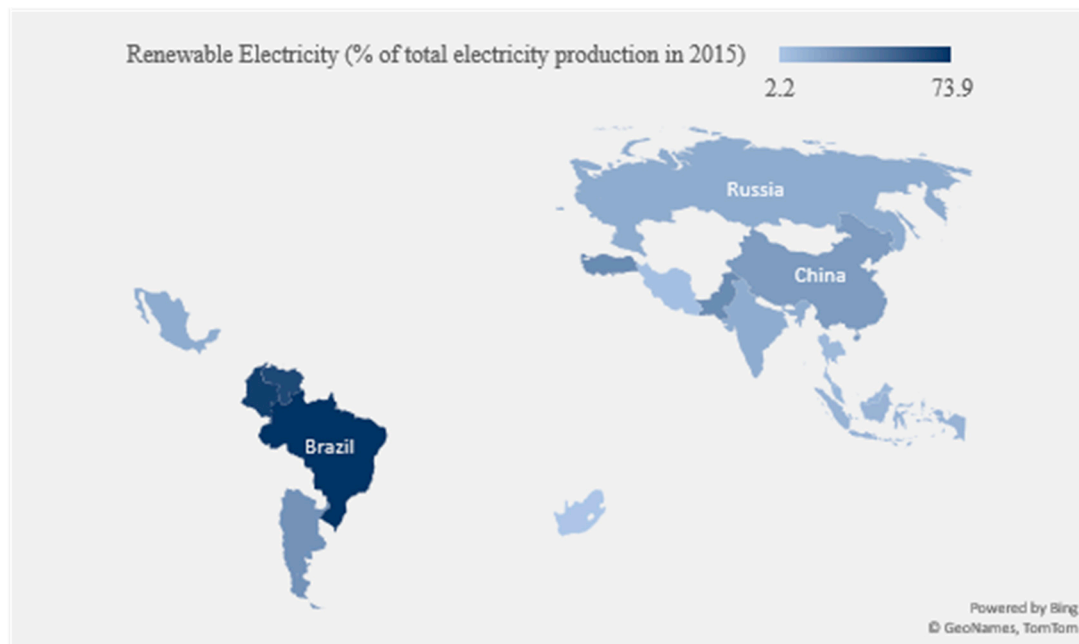 Renewable Electricity (% of total electricity production in 2015)
2.2 73.9
Russia
China
Brazil
Powered by Bing
© GeoNames, TomTom